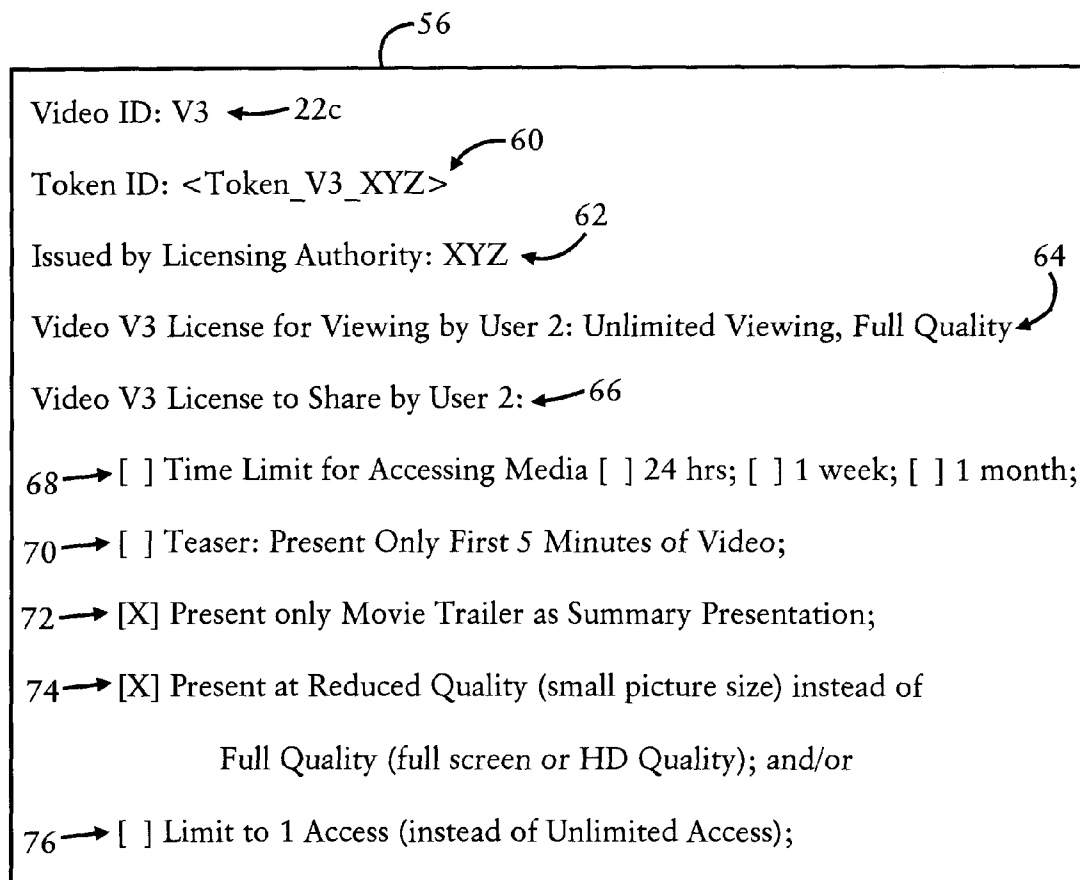 56
Video ID: V3 22c
60
Token ID: <Token_V3_XYZ>
62
Issued by Licensing Authority: XYZ
64
Video V3 License for Viewing by User 2: Unlimited Viewing, Full Quality
Video V3 License to Share by User 2: 66
68 [ ] Time Limit for Accessing Media [ ] 24 hrs; [ ] 1 week; [ ] 1 month;
70 [ ] Teaser: Present Only First 5 Minutes of Video;
72 [X] Present only Movie Trailer as Summary Presentation;
74 [X] Present at Reduced Quality (small picture size) instead of
Full Quality (full screen or HD Quality); and/or
76 [ ] Limit to 1 Access (instead of Unlimited Access);